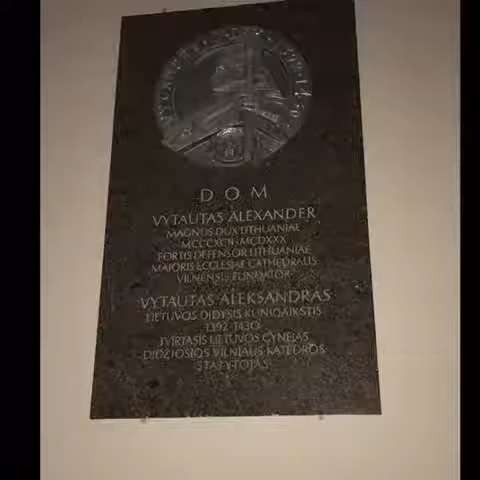 D O M
VYTAUTAS ALEXANDER
MAGNUS DUX LITHUANIAE
MCCCXCII-MCDXXX
FORTIS DEFENSOR LITHUANIAE
MAIORIS ECCLESIAE CATHEDRALIS
VILNENSIS FUNDATOR
VYTAUTAS ALEKSANDRAS
LIETUVOS DIDYSIS KUNIGAIKŠTIS
1392-1430
TVIRTASIS LIETUVOS GYNĖJAS
DIDŽIOSIOS VILNIAUS KATEDROS
STATYTOJAS